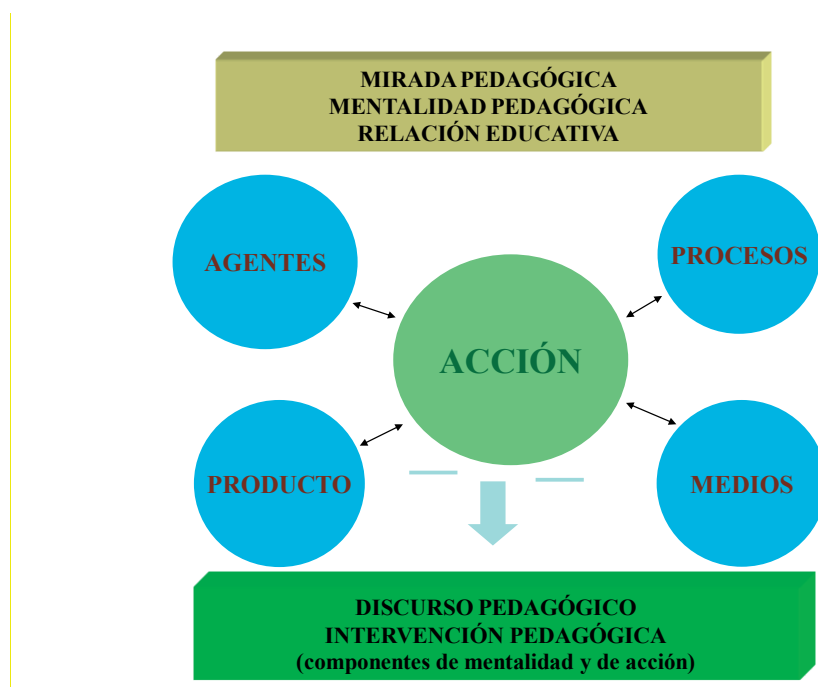 MIRADA PEDAGÓGICA
MENTALIDAD PEDAGÓGICA
RELACIÓN EDUCATIVA
AGENTES
PROCESOS
ACCIÓN
PRODUCTO
MEDIOS
DISCURSO PEDAGÓGICO
INTERVENCIÓN PEDAGÓGICA
(componentes de mentalidad y de acción)